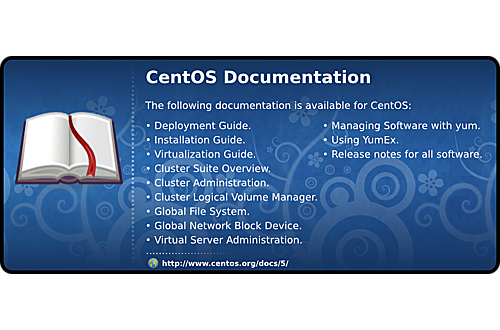 CentOS Documentation
The following documentation is available for CentOS:
• Deployment Guide.
• Installation Guide.
• Virtualization Guide.
• Cluster Suite Overview.
• Cluster Administration.
• Cluster Logical Volume Manager.
• Global File System.
• Global Network Block Device.
• Virtual Server Administration.
• Managing Software with yum.
• Using YumEx.
• Release notes for all software.
http://www.centos.org/docs/5/